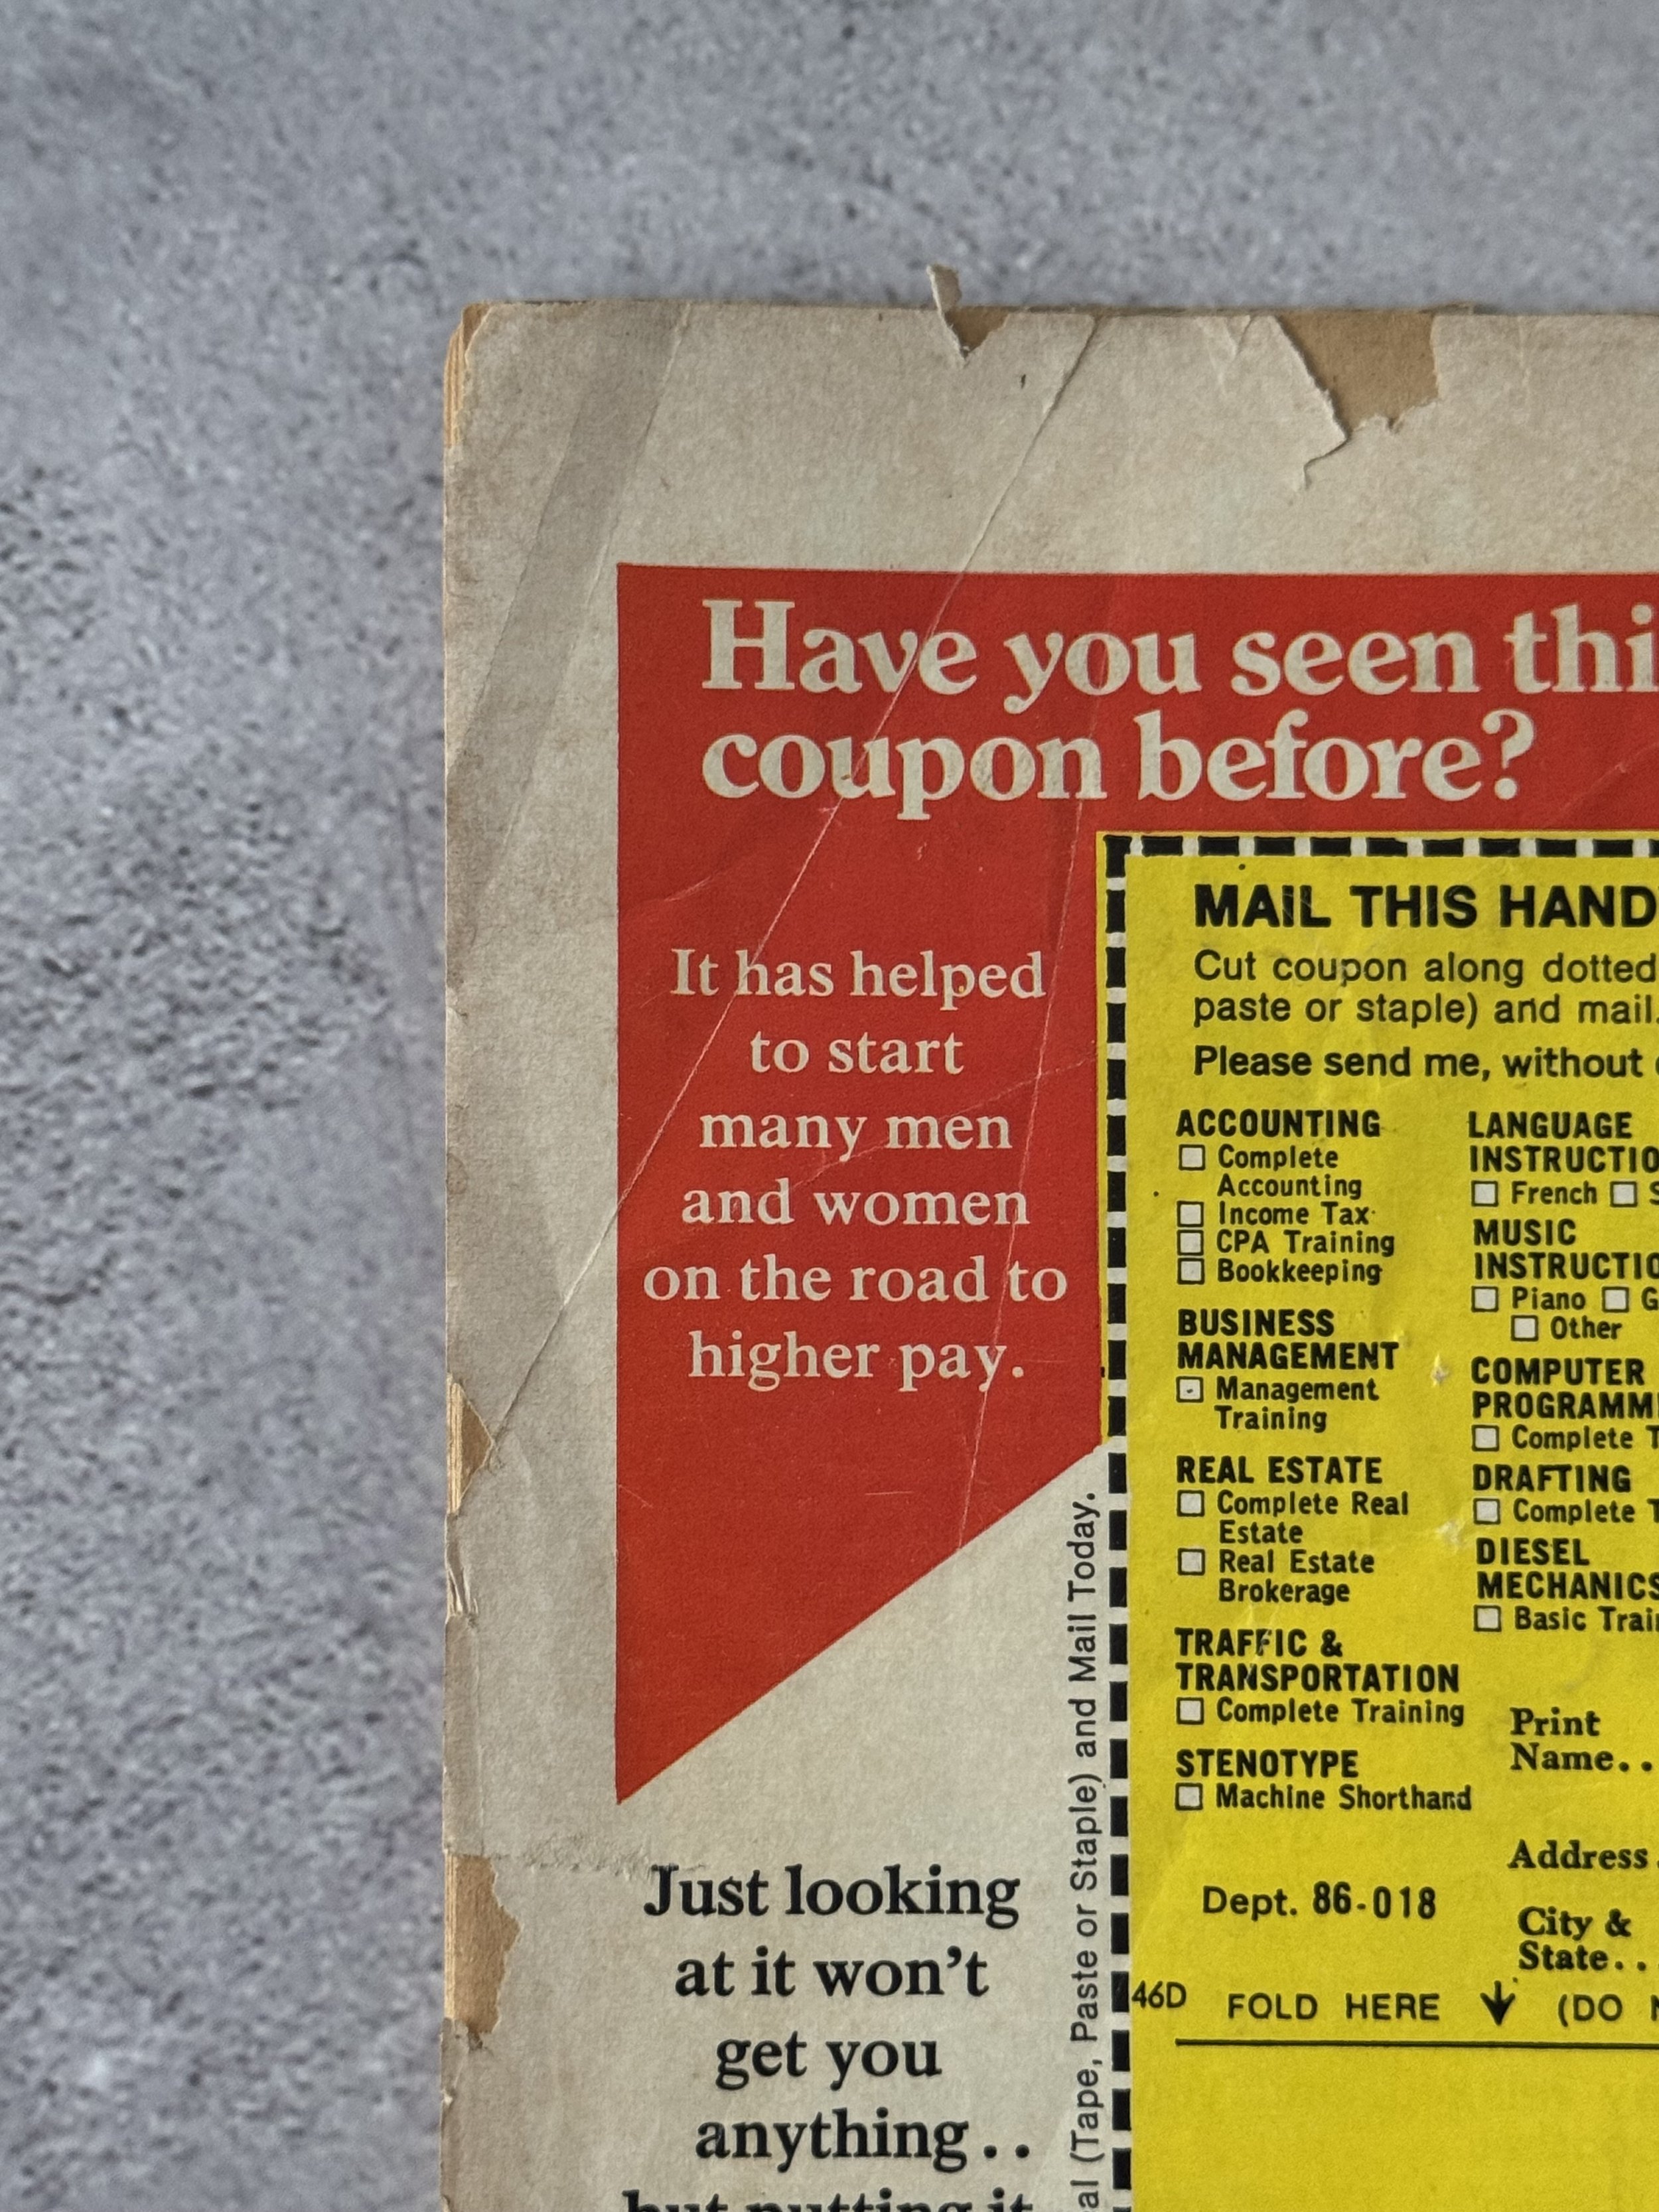 Have you seen thi
coupon before?
It has helped
to start
many men
and women
on the road to
higher pay.
Just looking
at it won't
get you
anything . .
but putting it
al (Tape, Paste or Staple) and Mail Today.
MAIL THIS HAND
Cut coupon along dotted
paste or staple) and mail.
Please send me, without
ACCOUNTING
Complete
Accounting
Income Tax
CPA Training
Bookkeeping
BUSINESS
MANAGEMENT
Management
Training
REAL ESTATE
Complete Real
Estate
Real Estate
Brokerage
TRAFFIC &
TRANSPORTATION
Complete Training
STENOTYPE
Machine Shorthand
LANGUAGE
INSTRUCTIO
French S
MUSIC
INSTRUCTIO
Piano G
Other
COMPUTER
PROGRAMM
Complete T
DRAFTING
Complete T
DIESEL
MECHANICS
Basic Trai
Print
Name..
Address.
City &
State..
Dept. 86-018
46D FOLD HERE (DO